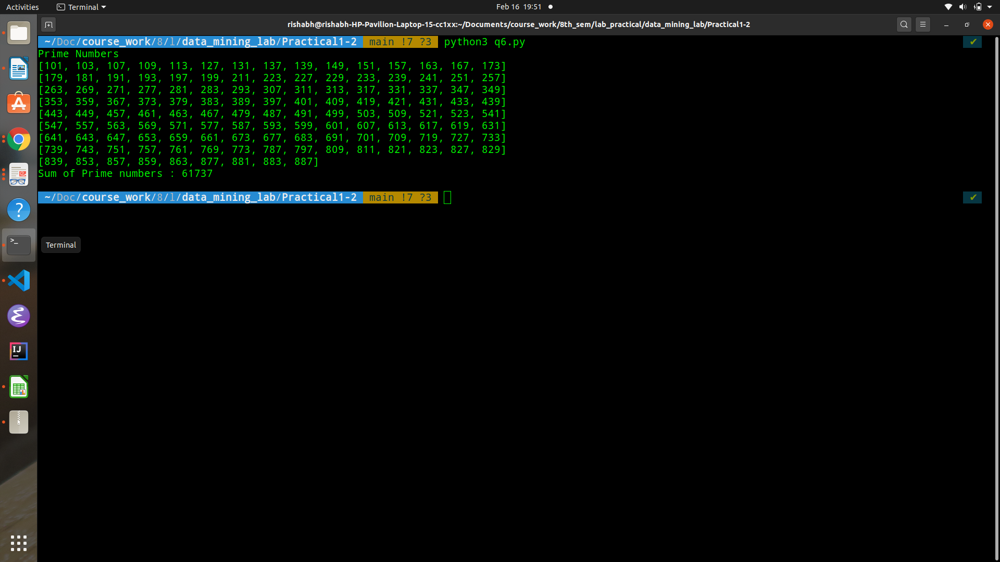 Activities
Terminal
Feb 16 19:51
rishabh@rishabh-HP-Pavilion-Laptop-15-cc1xx:~/Documents/course_work/8th_sem/lab_practical/data_mining_lab/Practical1-2
~/Doc/course_work/8/l/data_mining_lab/Practical1-2 main !7 ?3 python3 q6.py ✔
Prime Numbers
[101, 103, 107, 109, 113, 127, 131, 137, 139, 149, 151, 157, 163, 167, 173]
[179, 181, 191, 193, 197, 199, 211, 223, 227, 229, 233, 239, 241, 251, 257]
[263, 269, 271, 277, 281, 283, 293, 307, 311, 313, 317, 331, 337, 347, 349]
[353, 359, 367, 373, 379, 383, 389, 397, 401, 409, 419, 421, 431, 433, 439]
[443, 449, 457, 461, 463, 467, 479, 487, 491, 499, 503, 509, 521, 523, 541]
[547, 557, 563, 569, 571, 577, 587, 593, 599, 601, 607, 613, 617, 619, 631]
[641, 643, 647, 653, 659, 661, 673, 677, 683, 691, 701, 709, 719, 727, 733]
[739, 743, 751, 757, 761, 769, 773, 787, 797, 809, 811, 821, 823, 827, 829]
[839, 853, 857, 859, 863, 877, 881, 883, 887]
Sum of Prime numbers : 61737
~/Doc/course_work/8/l/data_mining_lab/Practical1-2 main !7 ?3 ✔
Terminal
IJ